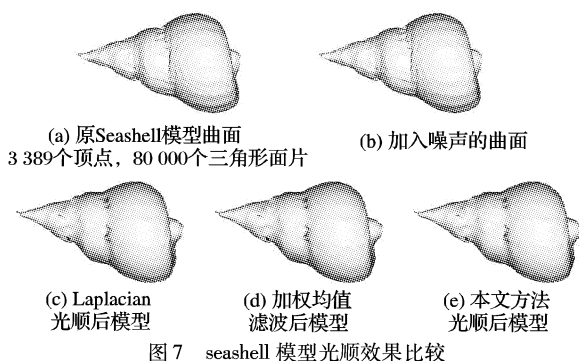 (a) 原Seashell模型曲面
3 389个顶点，80 000个三角形面片
(b) 加入噪声的曲面
(c) Laplacian
光顺后模型
(d) 加权均值
滤波后模型
(e) 本文方法
光顺后模型
图 7 seashell 模型光顺效果比较